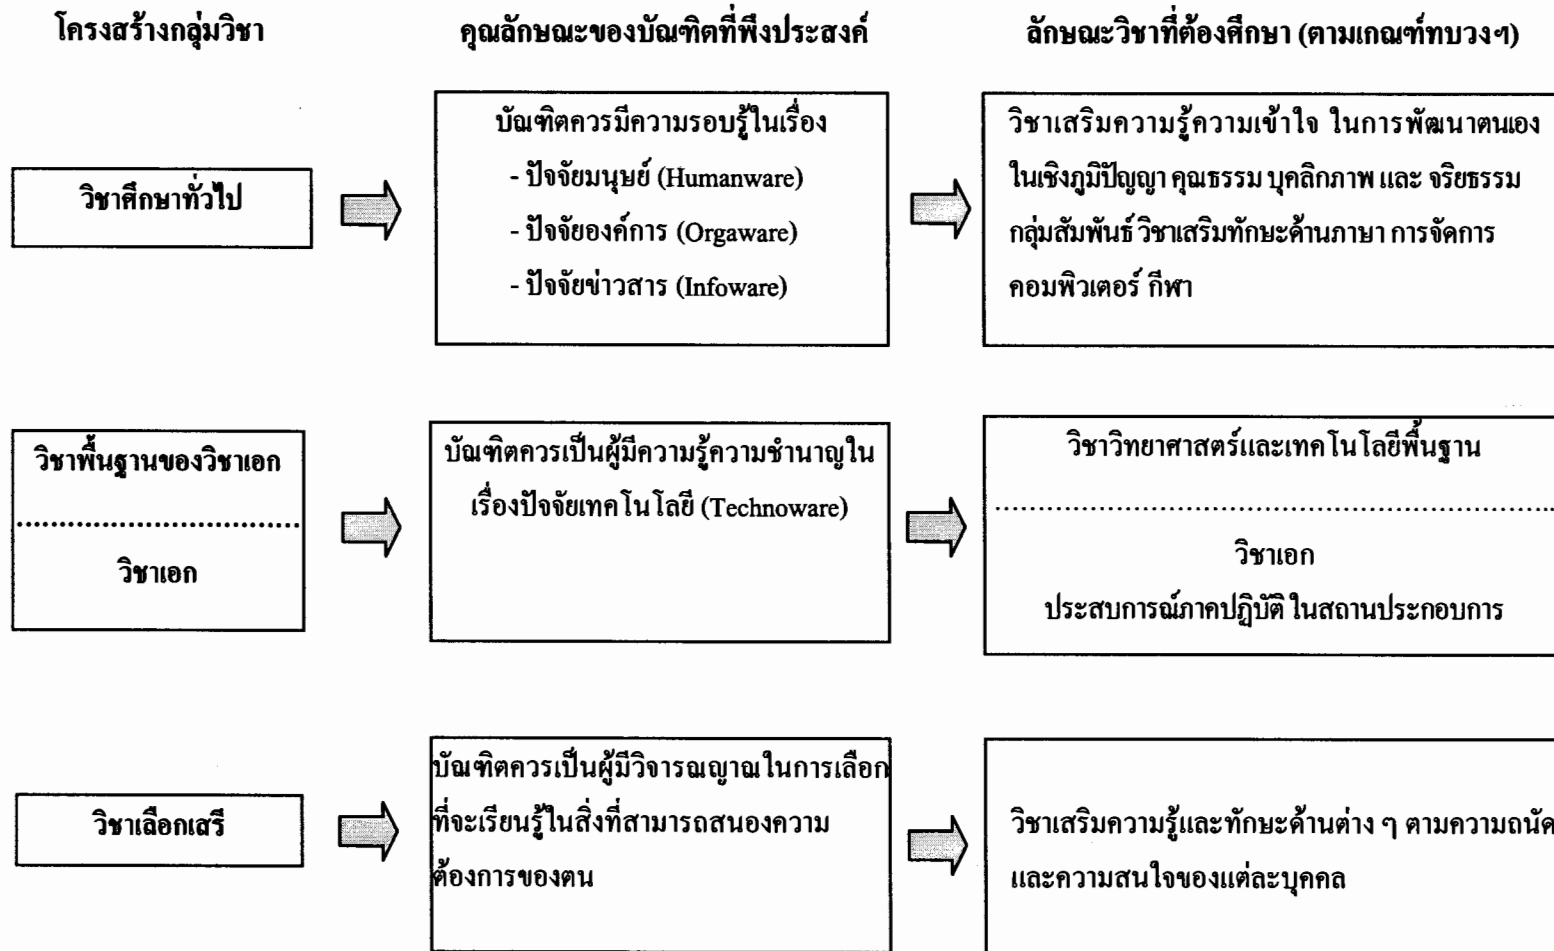 โครงสร้างกลุ่มวิชา
คุณลักษณะของบัณฑิตที่พึงประสงค์
ลักษณะวิชาที่ต้องศึกษา (ตามเกณฑ์ทบวงฯ)
วิชาศึกษาทั่วไป
บัณฑิตควรมีความรอบรู้ในเรื่อง
- ปัจจัยมนุษย์ (Humanware)
- ปัจจัยองค์การ (Orgaware)
- ปัจจัยข่าวสาร (Infoware)
วิชาเสริมความรู้ความเข้าใจ ในการพัฒนาตนเอง
ในเชิงภูมิปัญญา คุณธรรม บุคลิกภาพ และ จริยธรรม
กลุ่มสัมพันธ์ วิชาเสริมทักษะด้านภาษา การจัดการ
คอมพิวเตอร์ กีฬา
วิชาพื้นฐานของวิชาเอก
วิชาเอก
บัณฑิตควรเป็นผู้มีความรู้ความชำนาญใน
เรื่องปัจจัยเทคโนโลยี (Technoware)
วิชาวิทยาศาสตร์และเทคโนโลยีพื้นฐาน
วิชาเอก
ประสบการณ์ภาคปฏิบัติ ในสถานประกอบการ
วิชาเลือกเสรี
บัณฑิตควรเป็นผู้มีวิจารณญาณในการเลือก
ที่จะเรียนรู้ในสิ่งที่สามารถสนองความ
ต้องการของตน
วิชาเสริมความรู้และทักษะด้านต่าง ๆ ตามความถนัด
และความสนใจของแต่ละบุคคล